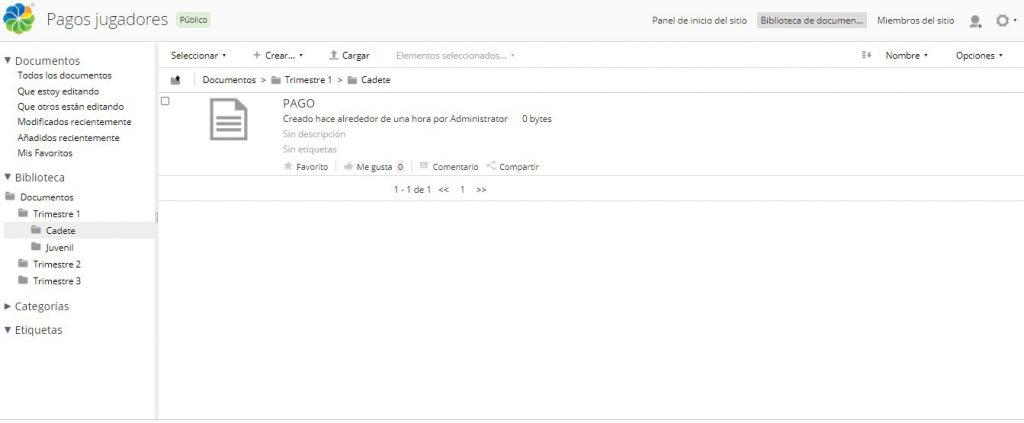 Pagos jugadores Público
Panel de inicio del sitio Biblioteca de documen... Miembros del sitio
Documentos
Todos los documentos
Que estoy editando
Que otros están editando
Modificados recientemente
Añadidos recientemente
Mis Favoritos
Biblioteca
Documentos
Trimestre 1
Cadete
Juvenil
Trimestre 2
Trimestre 3
Categorías
Etiquetas
Seleccionar Crear... Cargar Elementos seleccionados... Nombre Opciones
Documentos > Trimestre 1 > Cadete
PAGO
Creado hace alrededor de una hora por Administrator 0 bytes
Sin descripción
Sin etiquetas
Favorito Me gusta 0 Comentario Compartir
1 - 1 de 1 << 1 >>